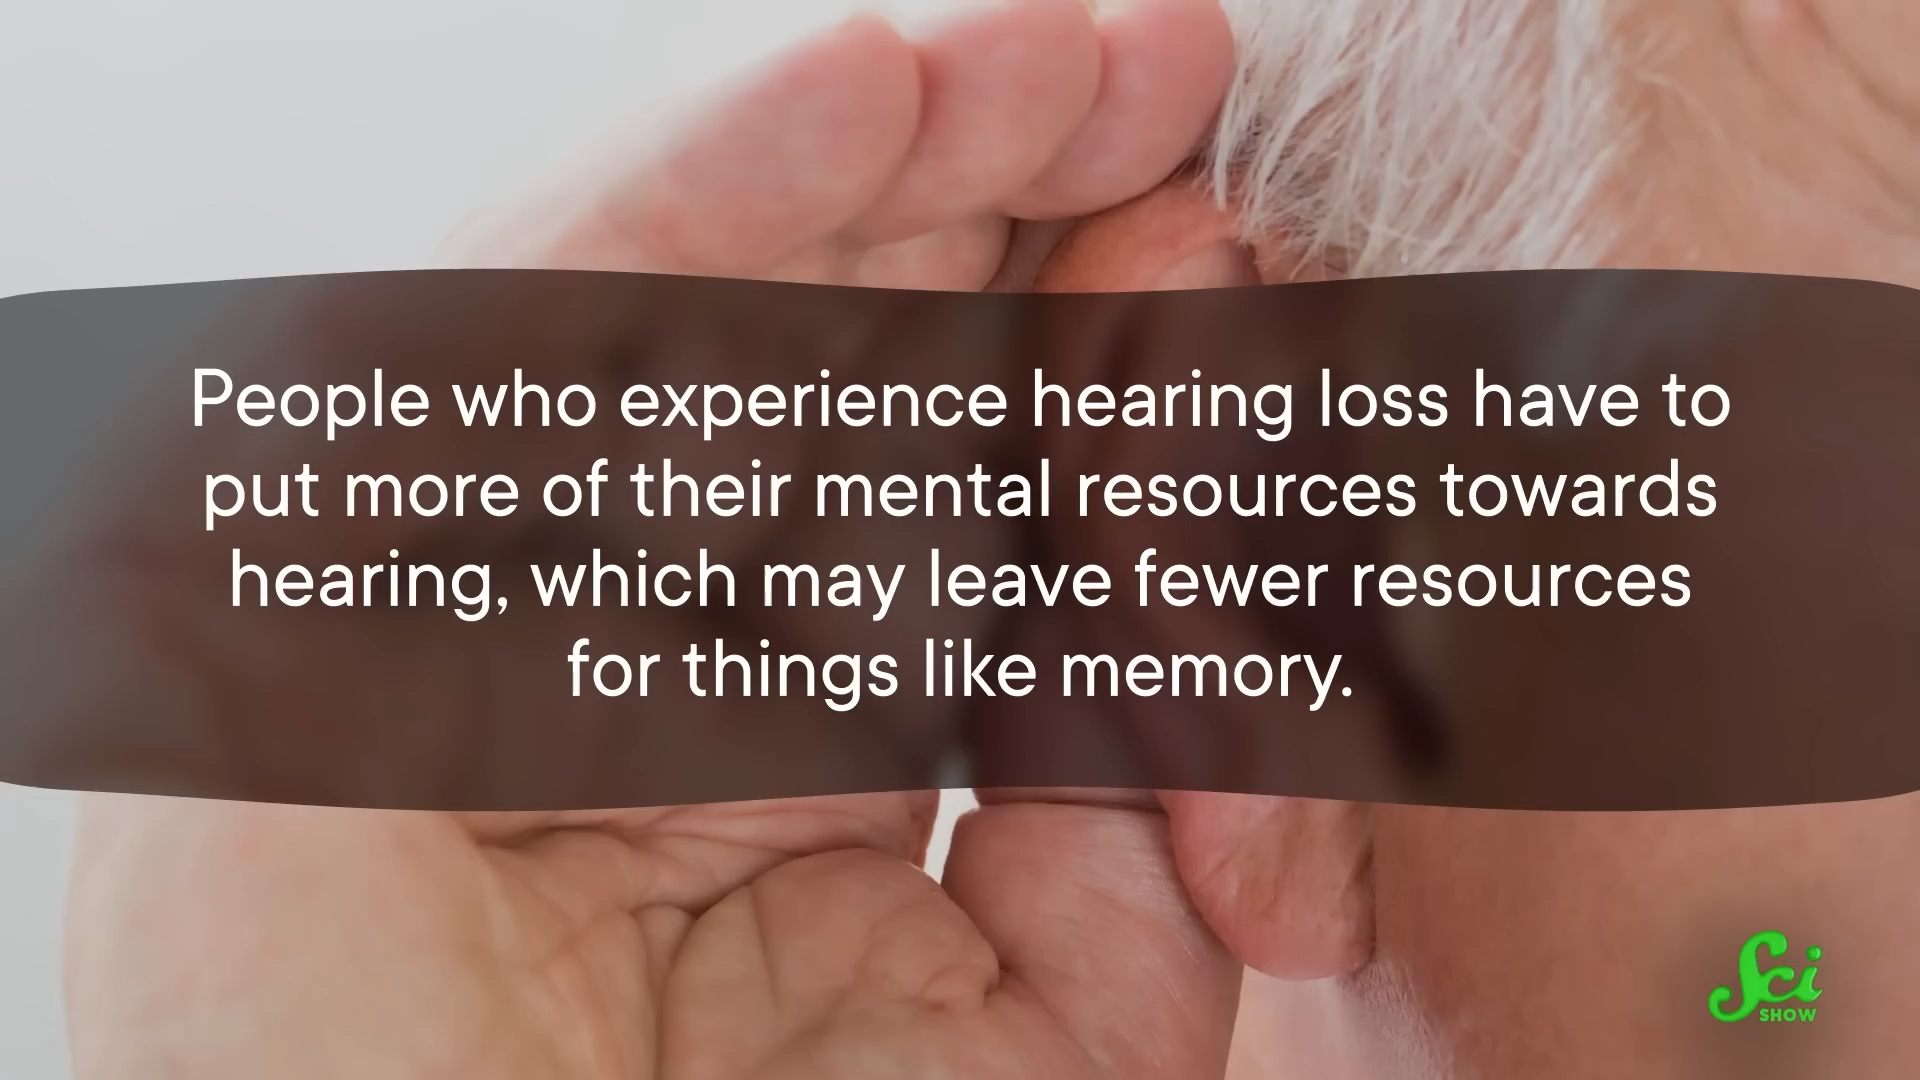 People who experience hearing loss have to
put more of their mental resources towards
hearing, which may leave fewer resources
for things like memory.
Sci
SHOW